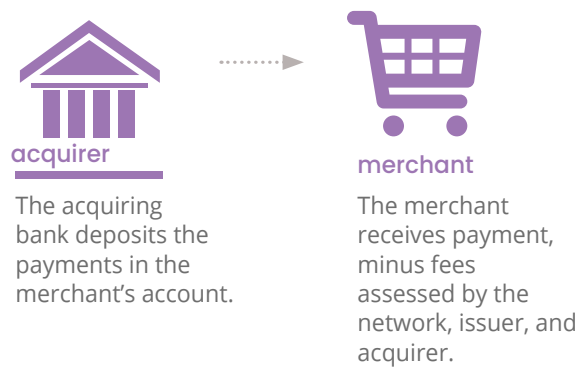 acquirer
The acquiring
bank deposits the
payments in the
merchant's account.
merchant
The merchant
receives payment,
minus fees
assessed by the
network, issuer, and
acquirer.